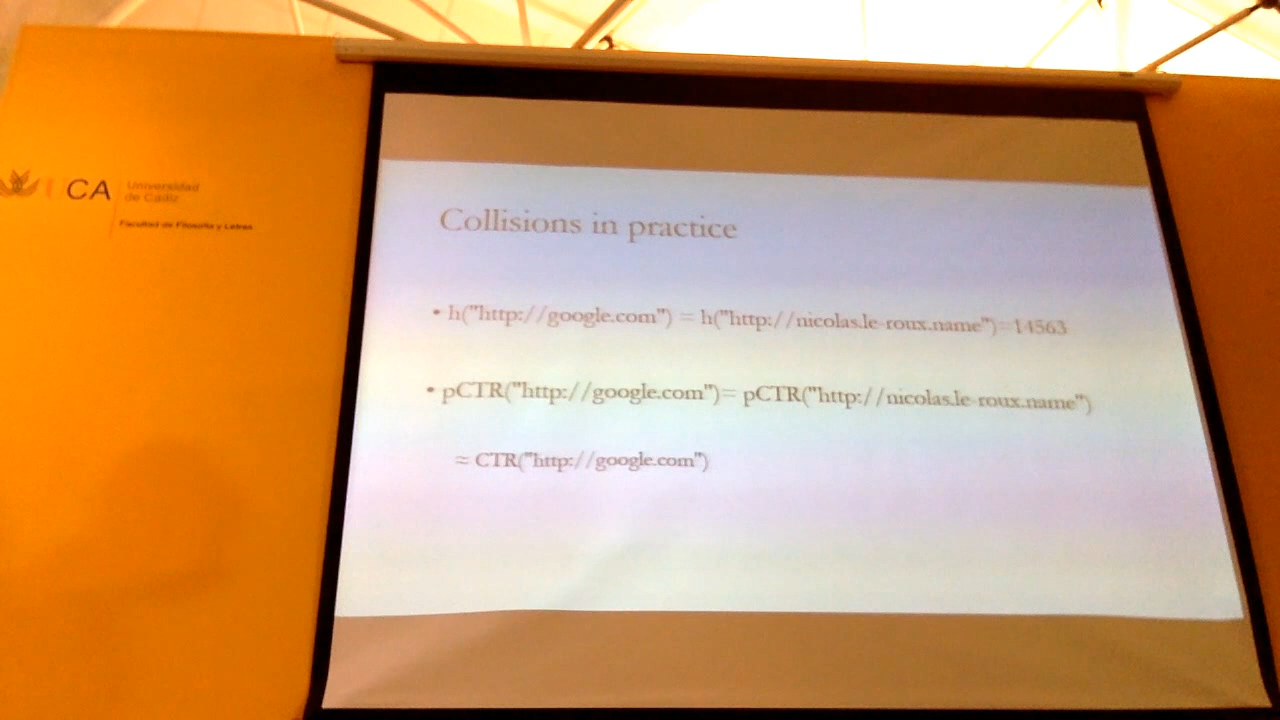 UCA
Universidad
de Cádiz
Facultad de Filosofía y Letras
Collisions in practice
• h("http://google.com") = h("http://nicolas.le-roux.name")=14563
• pCTR("http://google.com")= pCTR("http://nicolas.le-roux.name")
≈ CTR("http://google.com")